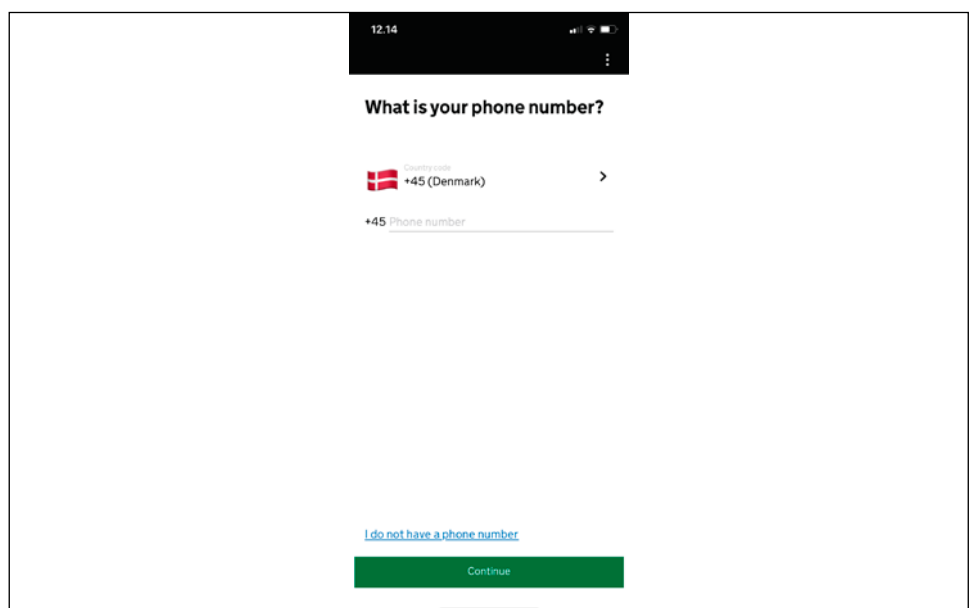 12.14
What is your phone number?
Country code
+45 (Denmark)
+45 Phone number
I do not have a phone number
Continue